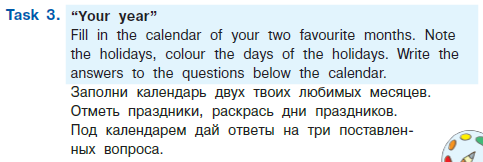 Task 3. “Your year”
Fill in the calendar of your two favourite months. Note
the holidays, colour the days of the holidays. Write the
answers to the questions below the calendar.
Заполни календарь двух твоих любимых месяцев.
Отметь праздники, раскрась дни праздников.
Под календарем дай ответы на три поставлен-
ных вопроса.